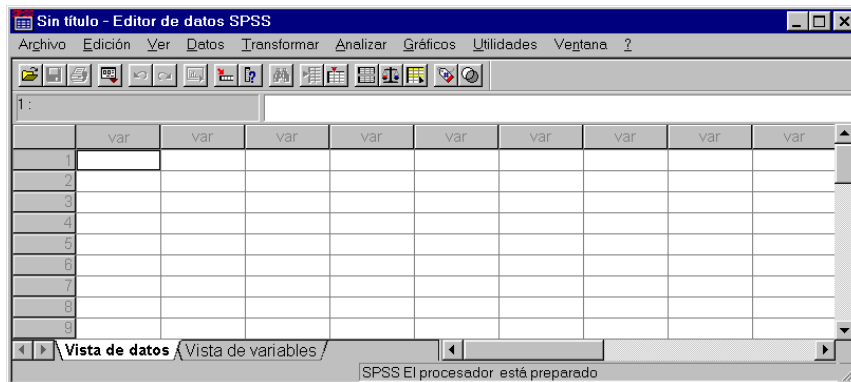 Sin título - Editor de datos SPSS
Archivo Edición Ver Datos Transformar Analizar Gráficos Utilidades Ventana ?
1 :
var var var var var var var var var
1
2
3
4
5
6
7
8
9
Vista de datos Vista de variables
SPSS El procesador está preparado